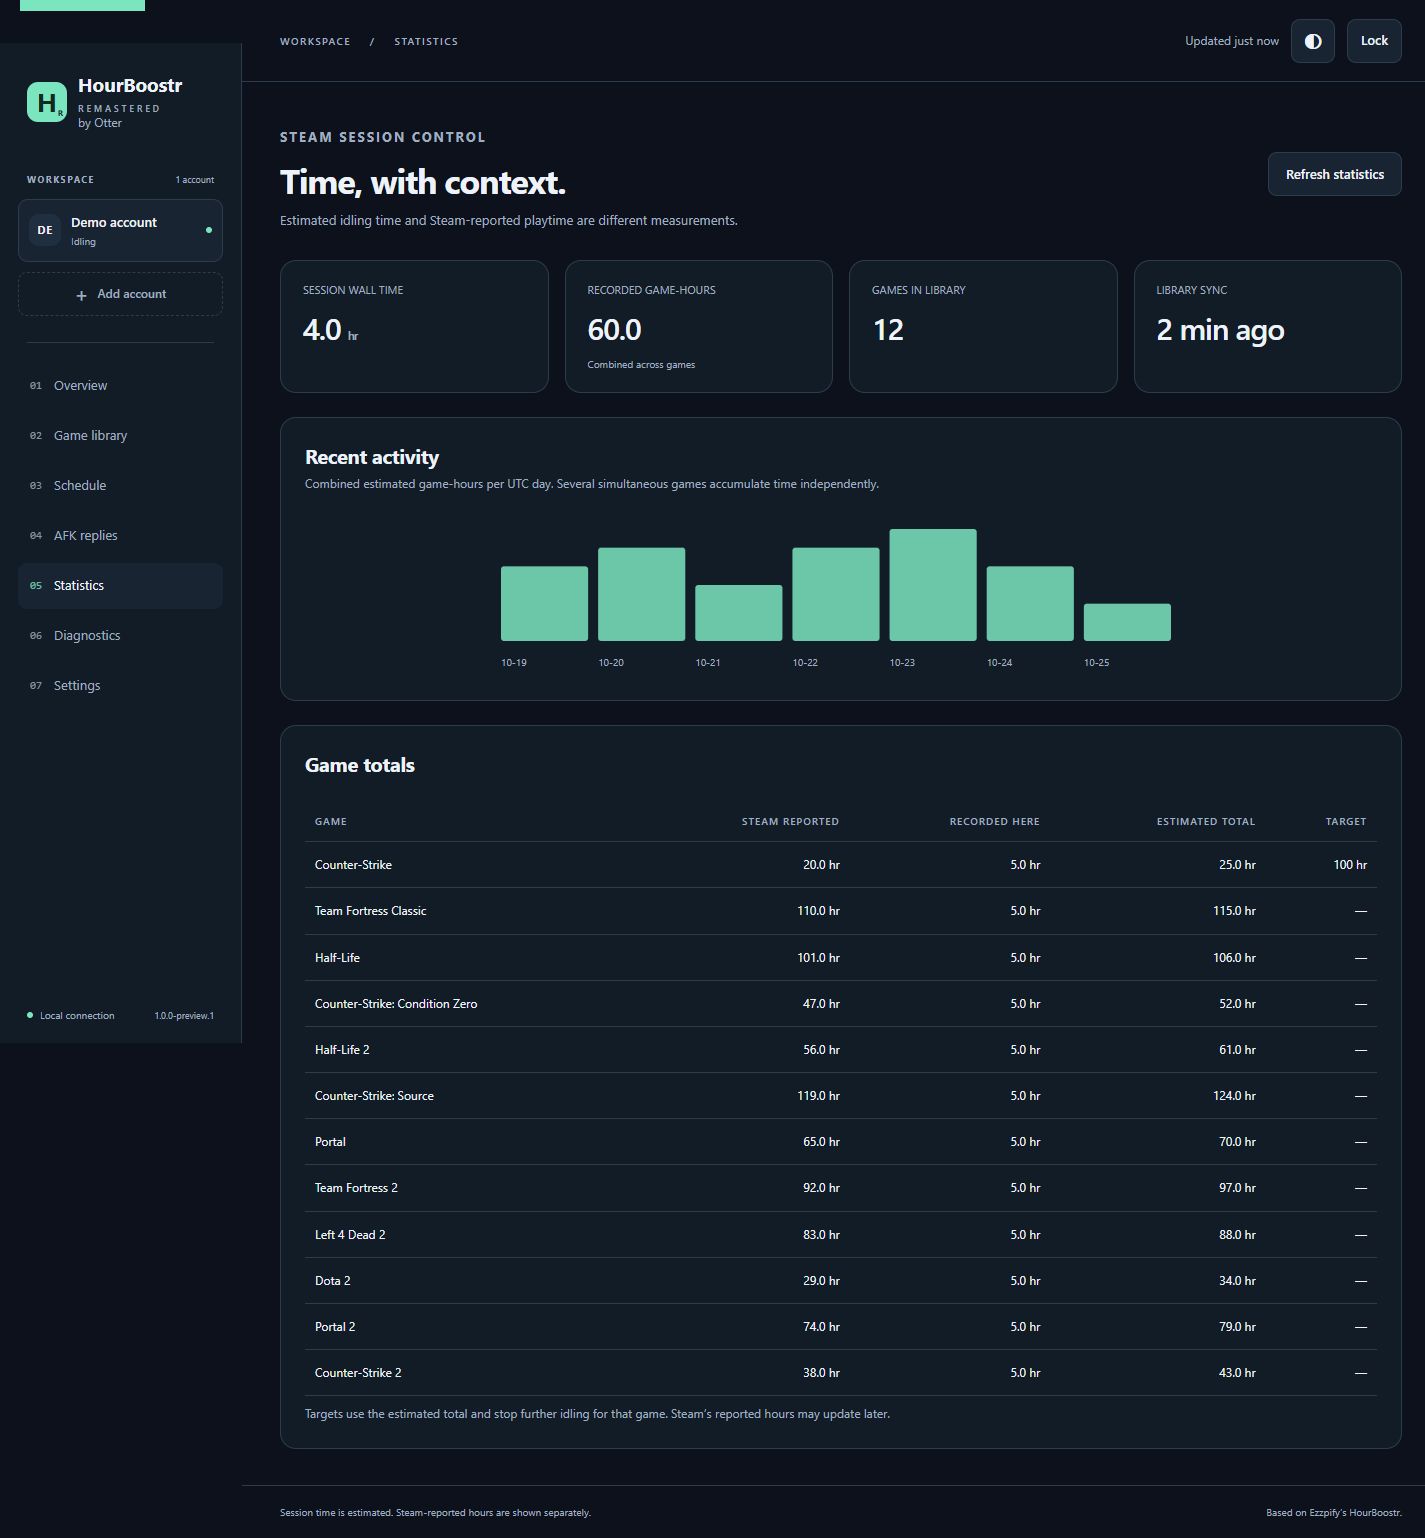 WORKSPACE / STATISTICS
Updated just now
Lock
H R
HourBoostr
REMASTERED
by Otter
WORKSPACE 1 account
DE
Demo account
Idling
+ Add account
01 Overview
02 Game library
03 Schedule
04 AFK replies
05 Statistics
06 Diagnostics
07 Settings
Local connection 1.0.0-preview.1
STEAM SESSION CONTROL
Time, with context.
Estimated idling time and Steam-reported playtime are different measurements.
Refresh statistics
SESSION WALL TIME
4.0 hr
RECORDED GAME-HOURS
60.0
Combined across games
GAMES IN LIBRARY
12
LIBRARY SYNC
2 min ago
Recent activity
Combined estimated game-hours per UTC day. Several simultaneous games accumulate time independently.
10-19 10-20 10-21 10-22 10-23 10-24 10-25
Game totals
GAME STEAM REPORTED RECORDED HERE ESTIMATED TOTAL TARGET
Counter-Strike 20.0 hr 5.0 hr 25.0 hr 100 hr
Team Fortress Classic 110.0 hr 5.0 hr 115.0 hr —
Half-Life 101.0 hr 5.0 hr 106.0 hr —
Counter-Strike: Condition Zero 47.0 hr 5.0 hr 52.0 hr —
Half-Life 2 56.0 hr 5.0 hr 61.0 hr —
Counter-Strike: Source 119.0 hr 5.0 hr 124.0 hr —
Portal 65.0 hr 5.0 hr 70.0 hr —
Team Fortress 2 92.0 hr 5.0 hr 97.0 hr —
Left 4 Dead 2 83.0 hr 5.0 hr 88.0 hr —
Dota 2 29.0 hr 5.0 hr 34.0 hr —
Portal 2 74.0 hr 5.0 hr 79.0 hr —
Counter-Strike 2 38.0 hr 5.0 hr 43.0 hr —
Targets use the estimated total and stop further idling for that game. Steam's reported hours may update later.
Session time is estimated. Steam-reported hours are shown separately.
Based on Ezzpify's HourBoostr.